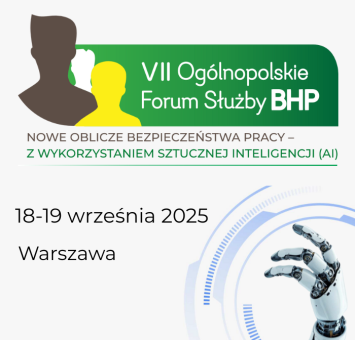 VII Ogólnopolskie
Forum Służby BHP
NOWE OBLICZE BEZPIECZEŃSTWA PRACY –
Z WYKORZYSTANIEM SZTUCZNEJ INTELIGENCJI (AI)
18-19 września 2025
Warszawa